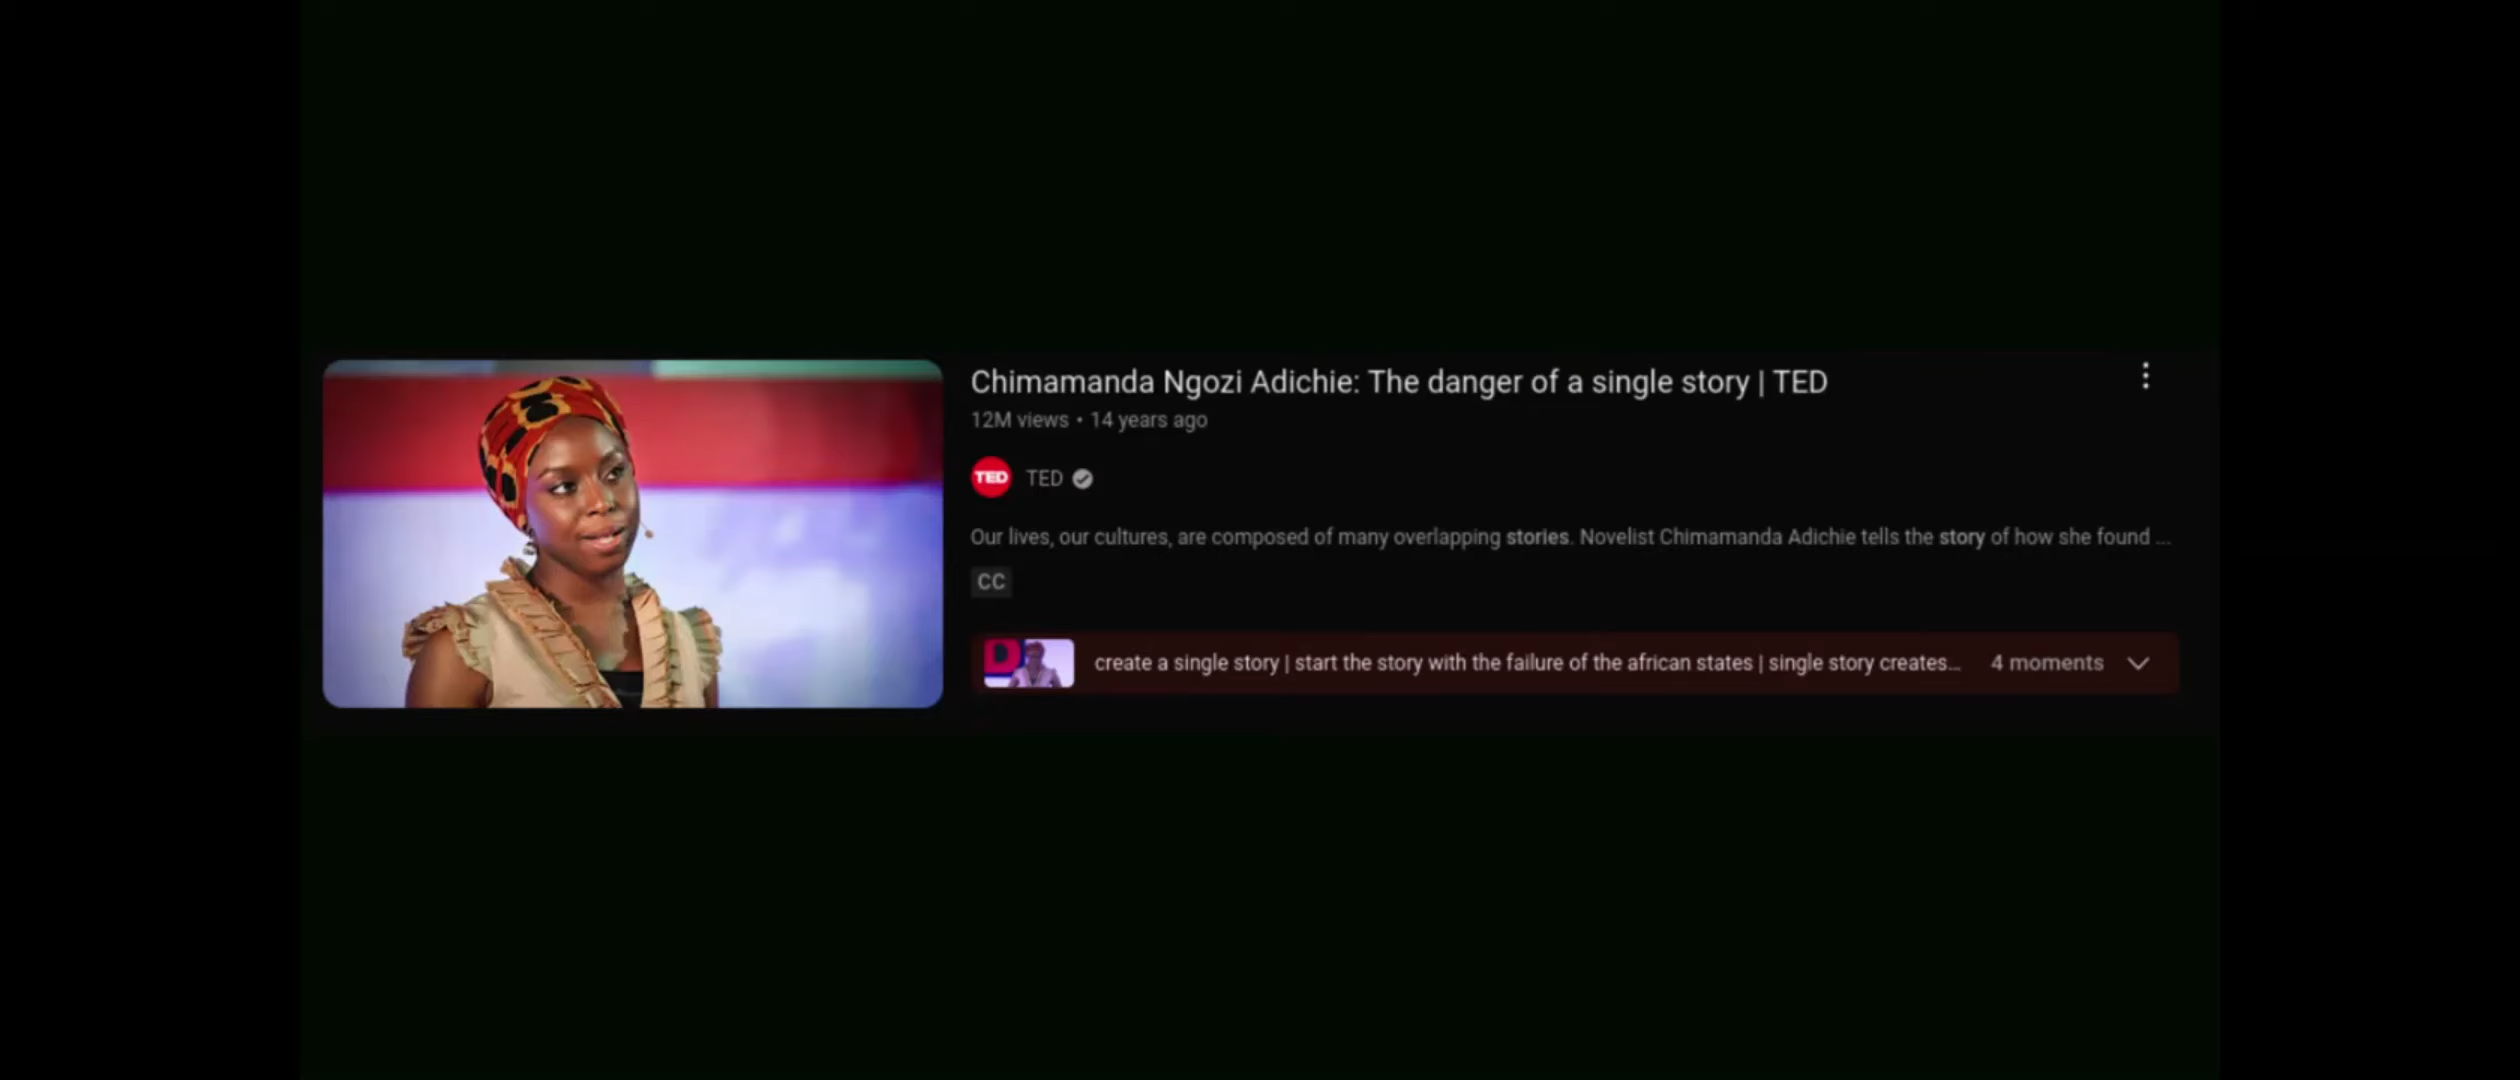 Chimamanda Ngozi Adichie: The danger of a single story | TED
12M views • 14 years ago
TED TED
Our lives, our cultures, are composed of many overlapping stories. Novelist Chimamanda Adichie tells the story of how she found ...
CC
D create a single story | start the story with the failure of the african states | single story creates... 4 moments